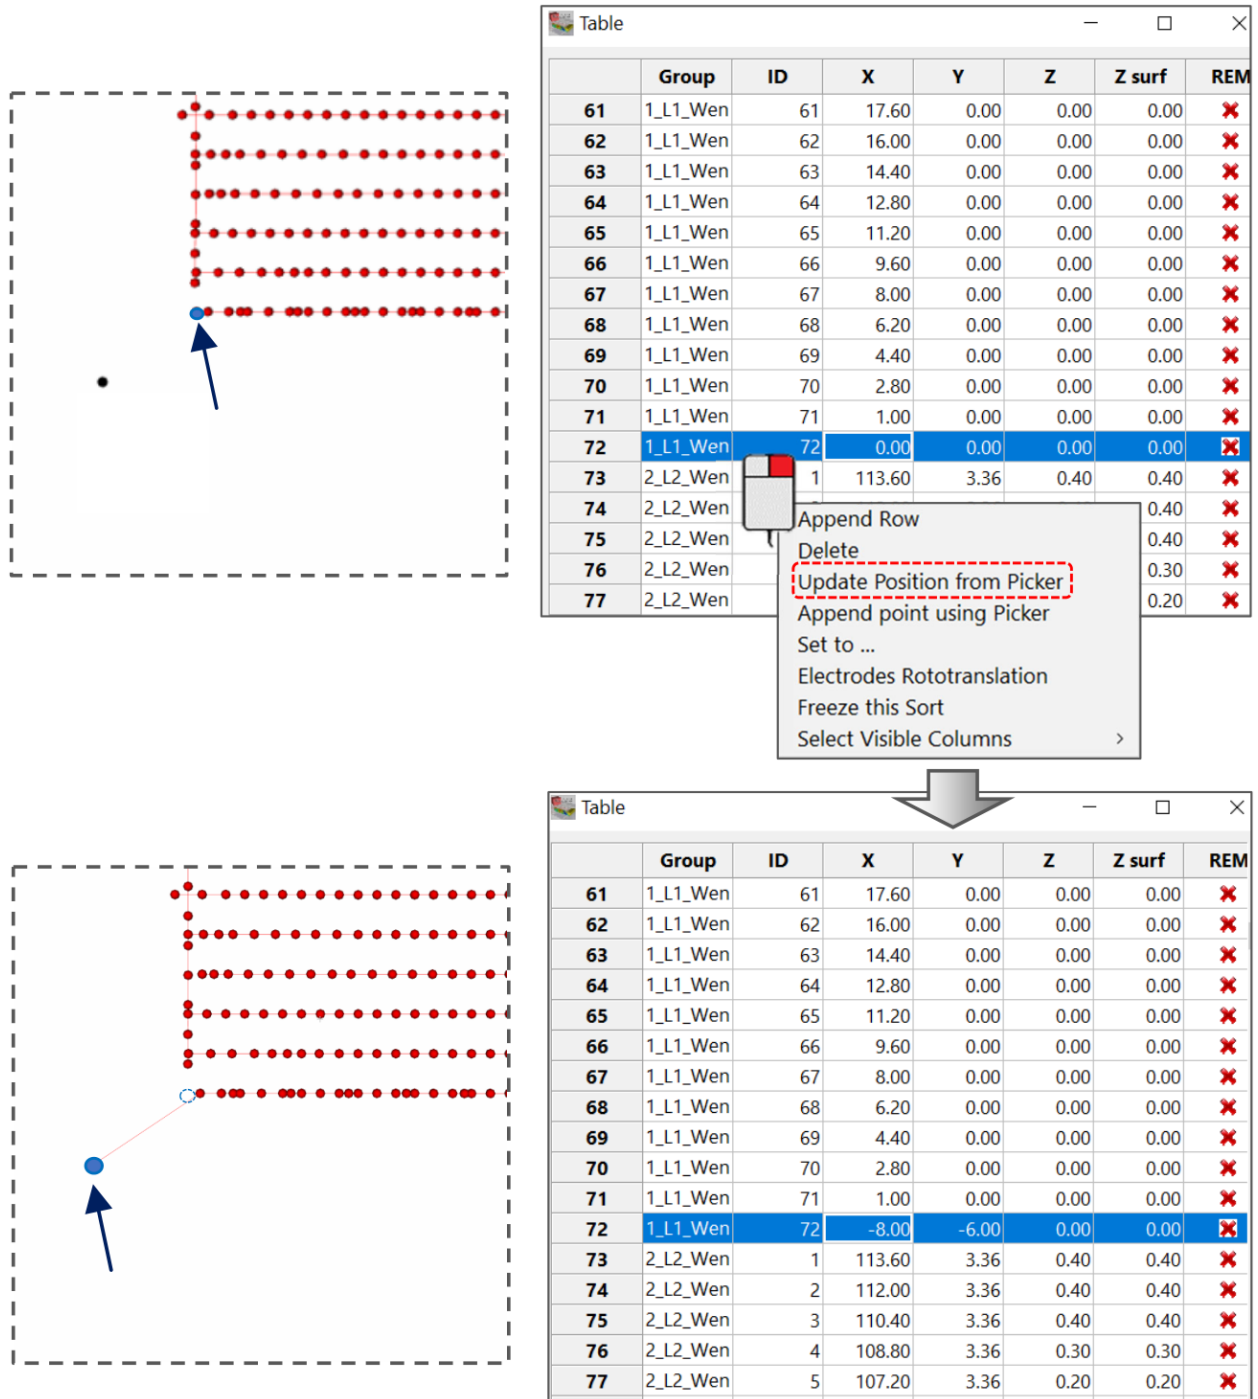 Table
Group ID X Y Z Z surf REM
61 1_L1_Wen 61 17.60 0.00 0.00 0.00
62 1_L1_Wen 62 16.00 0.00 0.00 0.00
63 1_L1_Wen 63 14.40 0.00 0.00 0.00
64 1_L1_Wen 64 12.80 0.00 0.00 0.00
65 1_L1_Wen 65 11.20 0.00 0.00 0.00
66 1_L1_Wen 66 9.60 0.00 0.00 0.00
67 1_L1_Wen 67 8.00 0.00 0.00 0.00
68 1_L1_Wen 68 6.20 0.00 0.00 0.00
69 1_L1_Wen 69 4.40 0.00 0.00 0.00
70 1_L1_Wen 70 2.80 0.00 0.00 0.00
71 1_L1_Wen 71 1.00 0.00 0.00 0.00
72 1_L1_Wen 72 0.00 0.00 0.00 0.00
73 2_L2_Wen 1 113.60 3.36 0.40 0.40
74 2_L2_Wen 0.40
75 2_L2_Wen 0.40
76 2_L2_Wen 0.30
77 2_L2_Wen 0.20
Append Row
Delete
Update Position from Picker
Append point using Picker
Set to ...
Electrodes Rototranslation
Freeze this Sort
Select Visible Columns
Table
Group ID X Y Z Z surf REM
61 1_L1_Wen 61 17.60 0.00 0.00 0.00
62 1_L1_Wen 62 16.00 0.00 0.00 0.00
63 1_L1_Wen 63 14.40 0.00 0.00 0.00
64 1_L1_Wen 64 12.80 0.00 0.00 0.00
65 1_L1_Wen 65 11.20 0.00 0.00 0.00
66 1_L1_Wen 66 9.60 0.00 0.00 0.00
67 1_L1_Wen 67 8.00 0.00 0.00 0.00
68 1_L1_Wen 68 6.20 0.00 0.00 0.00
69 1_L1_Wen 69 4.40 0.00 0.00 0.00
70 1_L1_Wen 70 2.80 0.00 0.00 0.00
71 1_L1_Wen 71 1.00 0.00 0.00 0.00
72 1_L1_Wen 72 -8.00 -6.00 0.00 0.00
73 2_L2_Wen 1 113.60 3.36 0.40 0.40
74 2_L2_Wen 2 112.00 3.36 0.40 0.40
75 2_L2_Wen 3 110.40 3.36 0.40 0.40
76 2_L2_Wen 4 108.80 3.36 0.30 0.30
77 2_L2_Wen 5 107.20 3.36 0.20 0.20